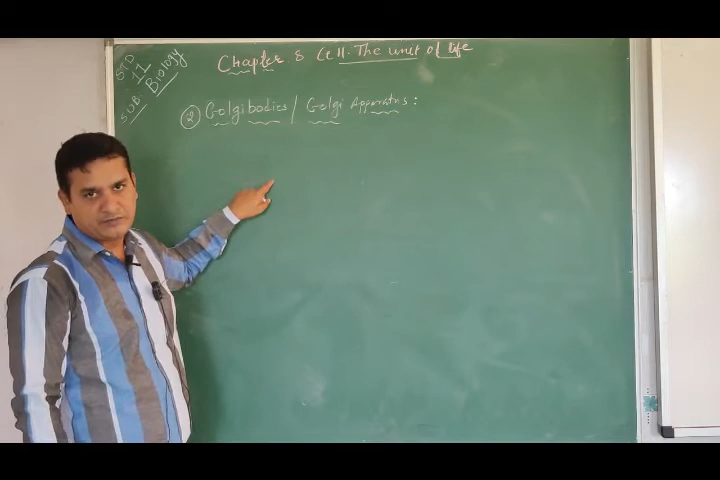 STD
11
SUB: Biology
Chapter 8 Cell. The unit of life
② Golgibodies / Golgi Apparatus: